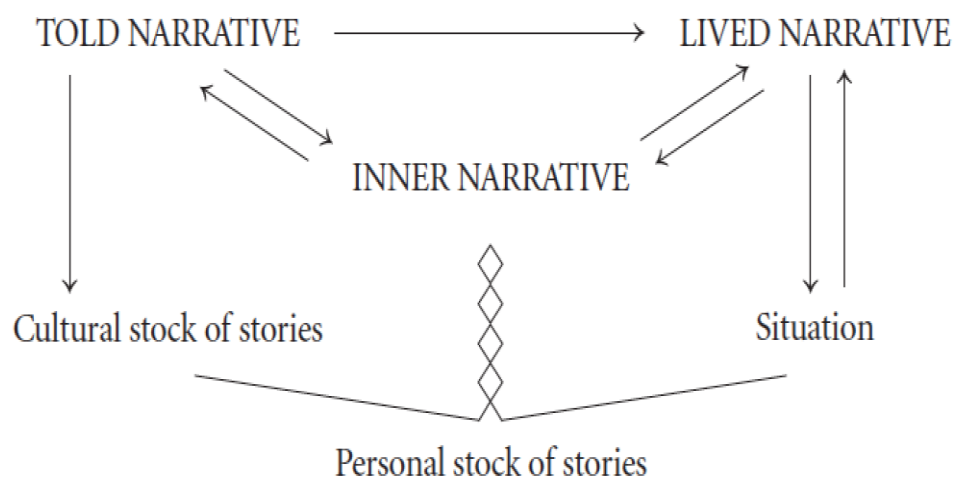 TOLD NARRATIVE
LIVED NARRATIVE
INNER NARRATIVE
Cultural stock of stories
Situation
Personal stock of stories